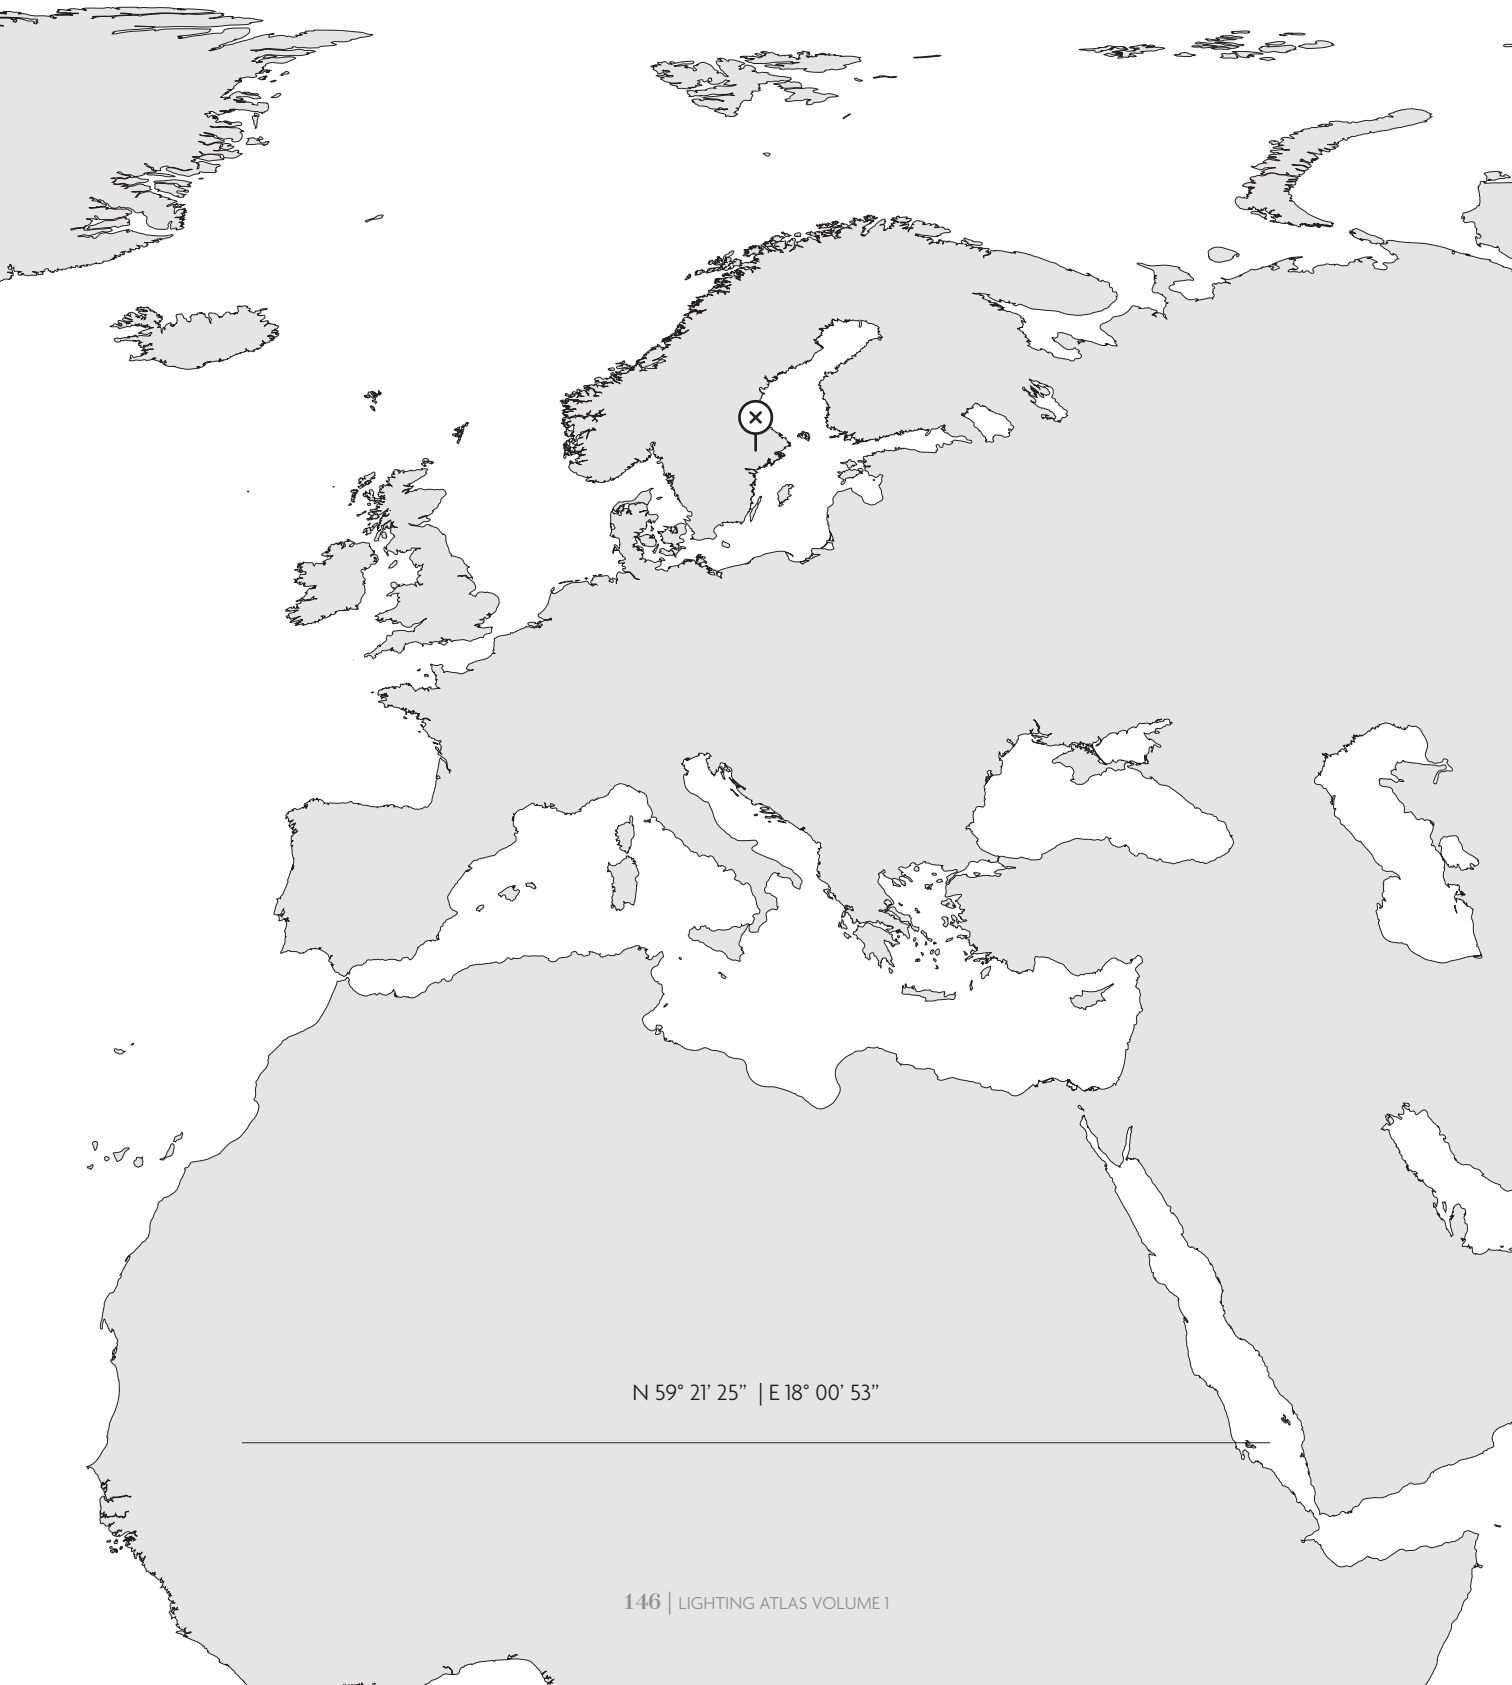 N 59° 21’ 25” | E 18° 00’ 53”
146 | LIGHTING ATLAS VOLUME 1